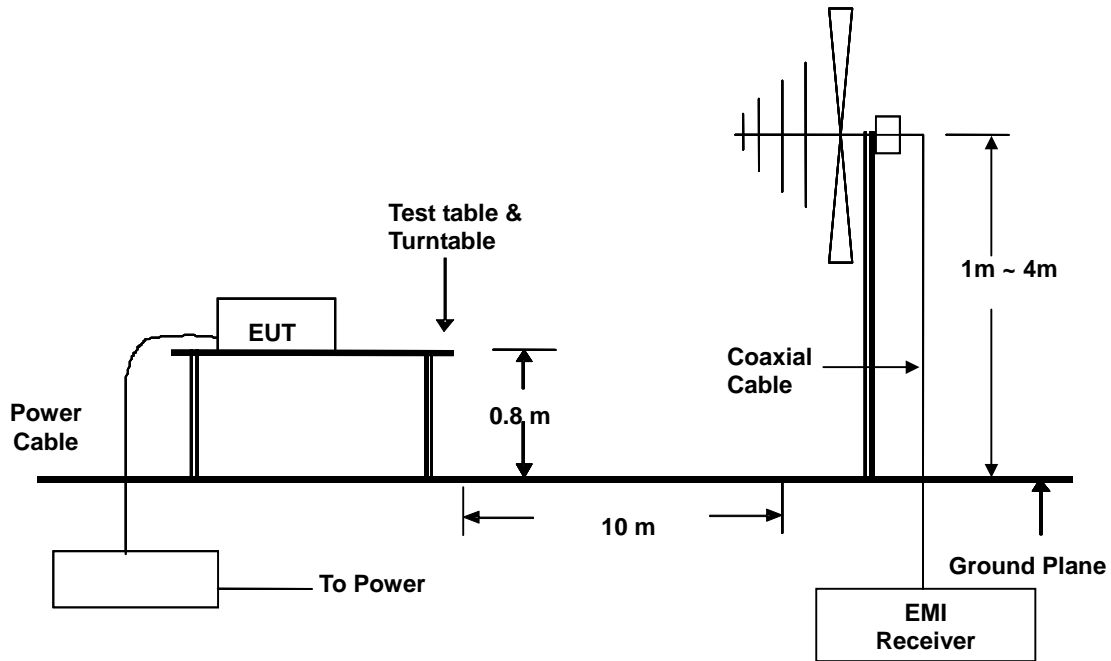 Test table &
Turntable
1m ~ 4m
EUT
Coaxial
Cable
0.8 m
Power
Cable
10 m
To Power
Ground Plane
EMI
Receiver